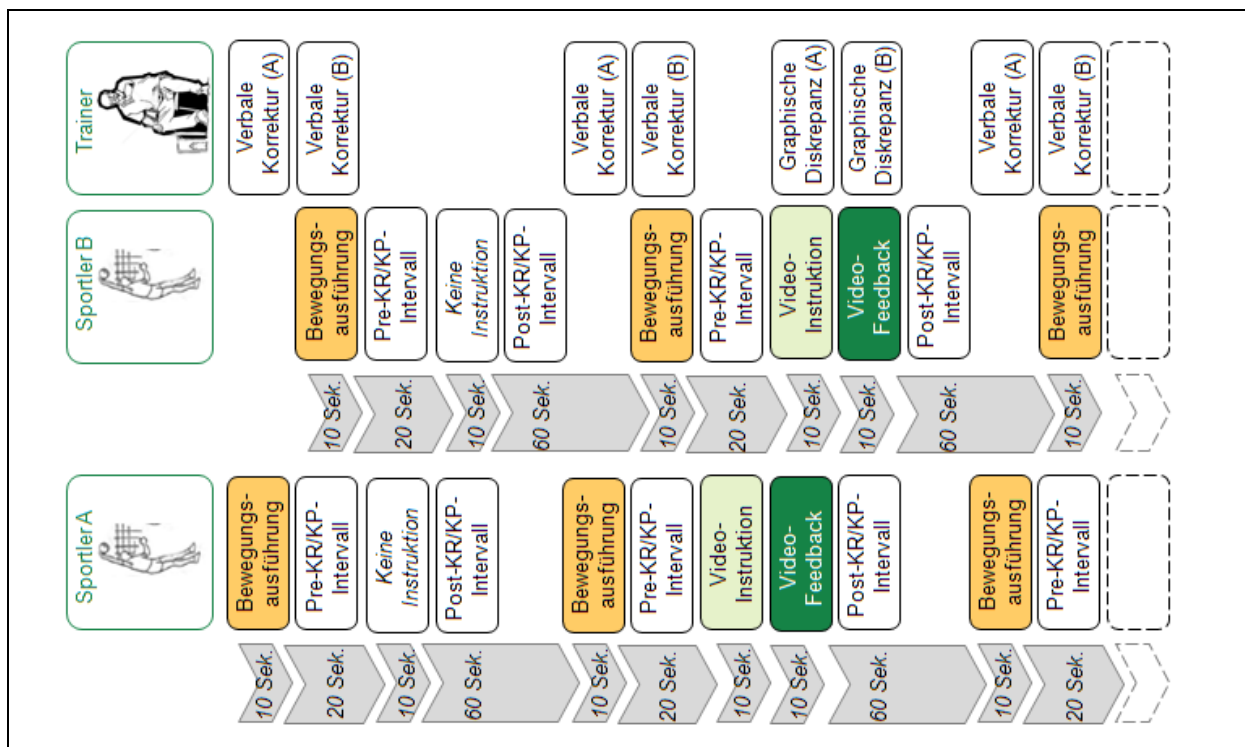 Sportler A
10 Sek.
20 Sek.
10 Sek.
60 Sek.
10 Sek.
20 Sek.
10 Sek.
10 Sek.
60 Sek.
10 Sek.
20 Sek.
Bewegungs-
ausführung
Pre-KR/KP-
Intervall
Keine
Instruktion
Post-KR/KP-
Intervall
Bewegungs-
ausführung
Pre-KR/KP-
Intervall
Video-
Instruktion
Video-
Feedback
Post-KR/KP-
Intervall
Bewegungs-
ausführung
Pre-KR/KP-
Intervall
Sportler B
10 Sek.
20 Sek.
10 Sek.
60 Sek.
10 Sek.
20 Sek.
10 Sek.
10 Sek.
60 Sek.
10 Sek.
Bewegungs-
ausführung
Pre-KR/KP-
Intervall
Keine
Instruktion
Post-KR/KP-
Intervall
Bewegungs-
ausführung
Pre-KR/KP-
Intervall
Video-
Instruktion
Video-
Feedback
Post-KR/KP-
Intervall
Bewegungs-
ausführung
Trainer
Verbale
Korrektur (A)
Verbale
Korrektur (B)
Verbale
Korrektur (A)
Verbale
Korrektur (B)
Graphische
Diskrepanz (A)
Graphische
Diskrepanz (B)
Verbale
Korrektur (A)
Verbale
Korrektur (B)